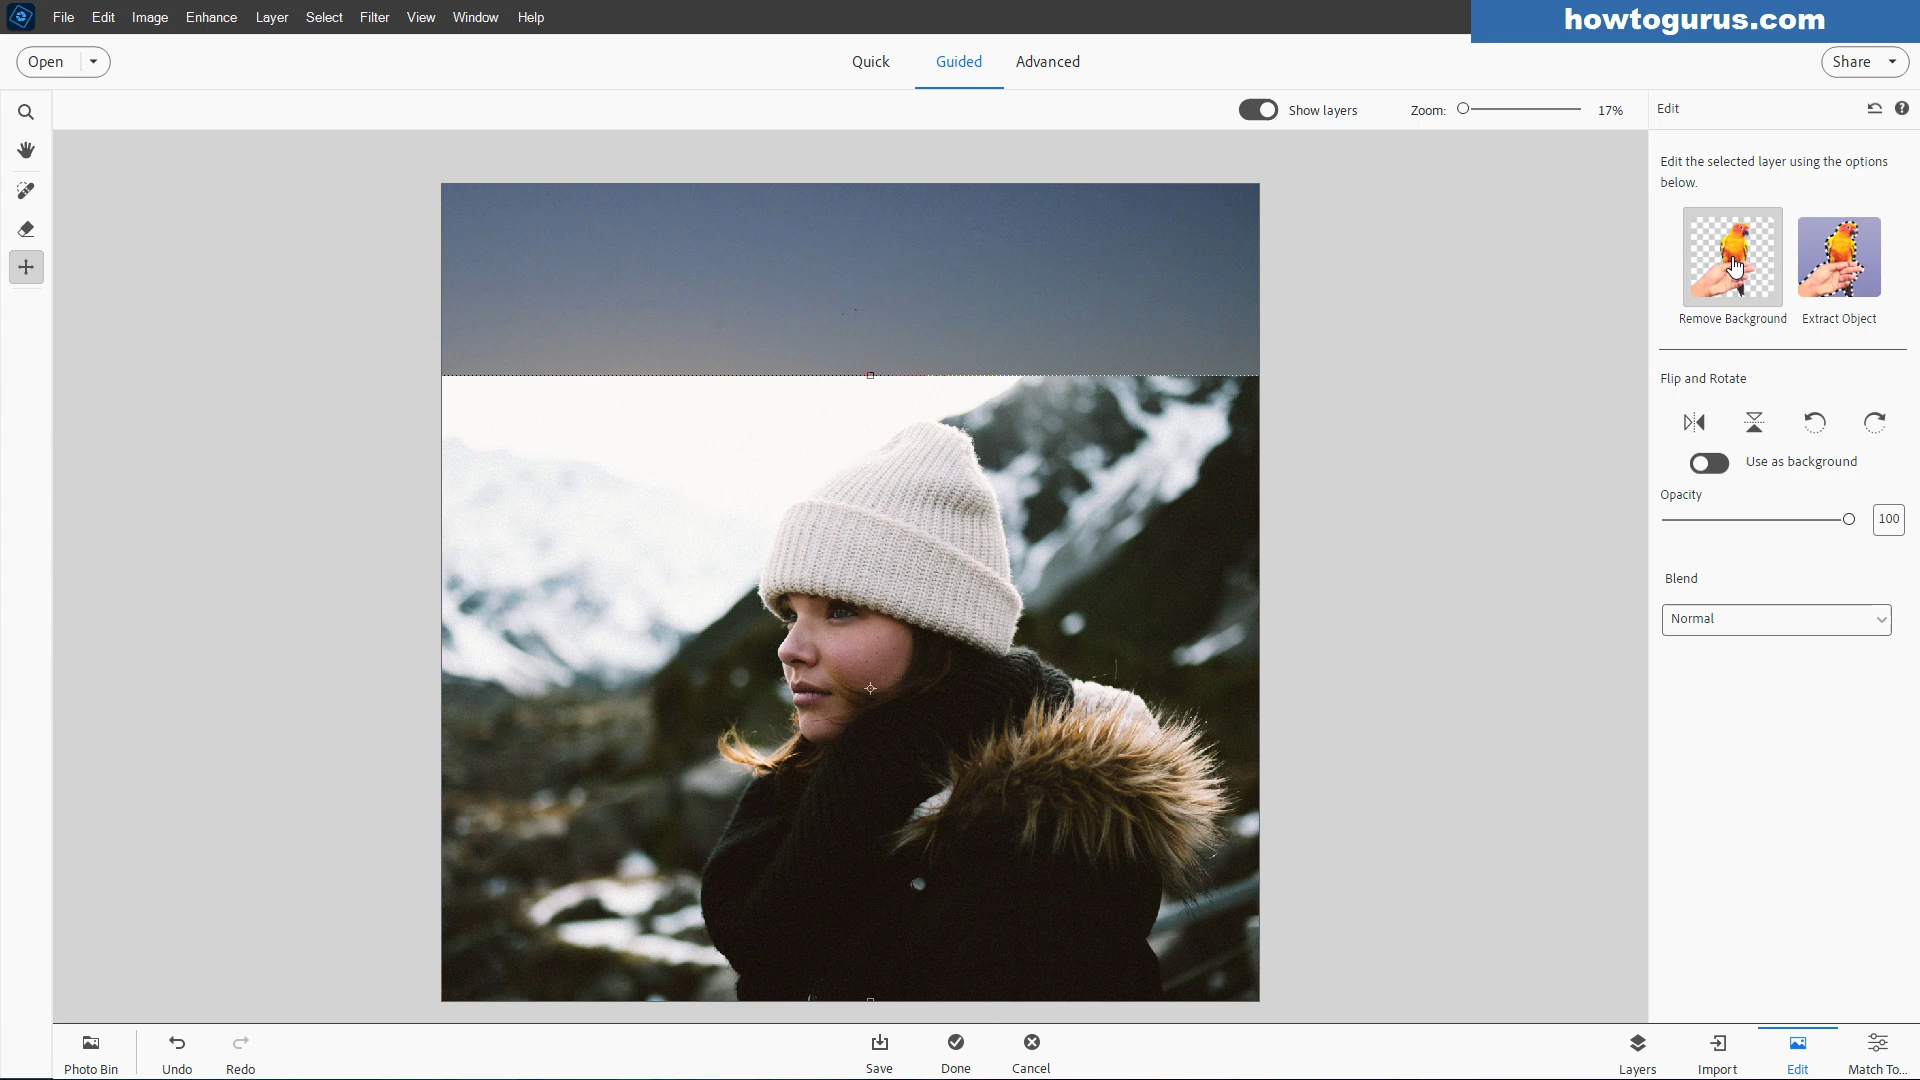 File Edit Image Enhance Layer Select Filter View Window Help
howtogurus.com
Open
Quick
Guided
Advanced
Share
Show layers
Zoom:
17%
Edit
Edit the selected layer using the options
below.
Remove Background
Extract Object
Flip and Rotate
Use as background
Opacity
100
Blend
Normal
Photo Bin
Undo
Redo
Save
Done
Cancel
Layers
Import
Edit
Match To...